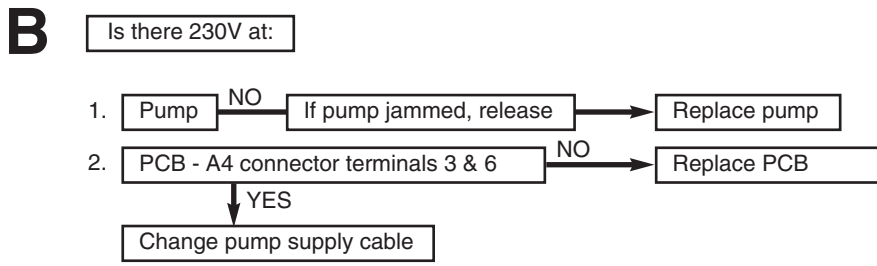 B
Is there 230V at:
1. Pump NO If pump jammed, release Replace pump
2. PCB - A4 connector terminals 3 & 6 NO Replace PCB
YES
Change pump supply cable